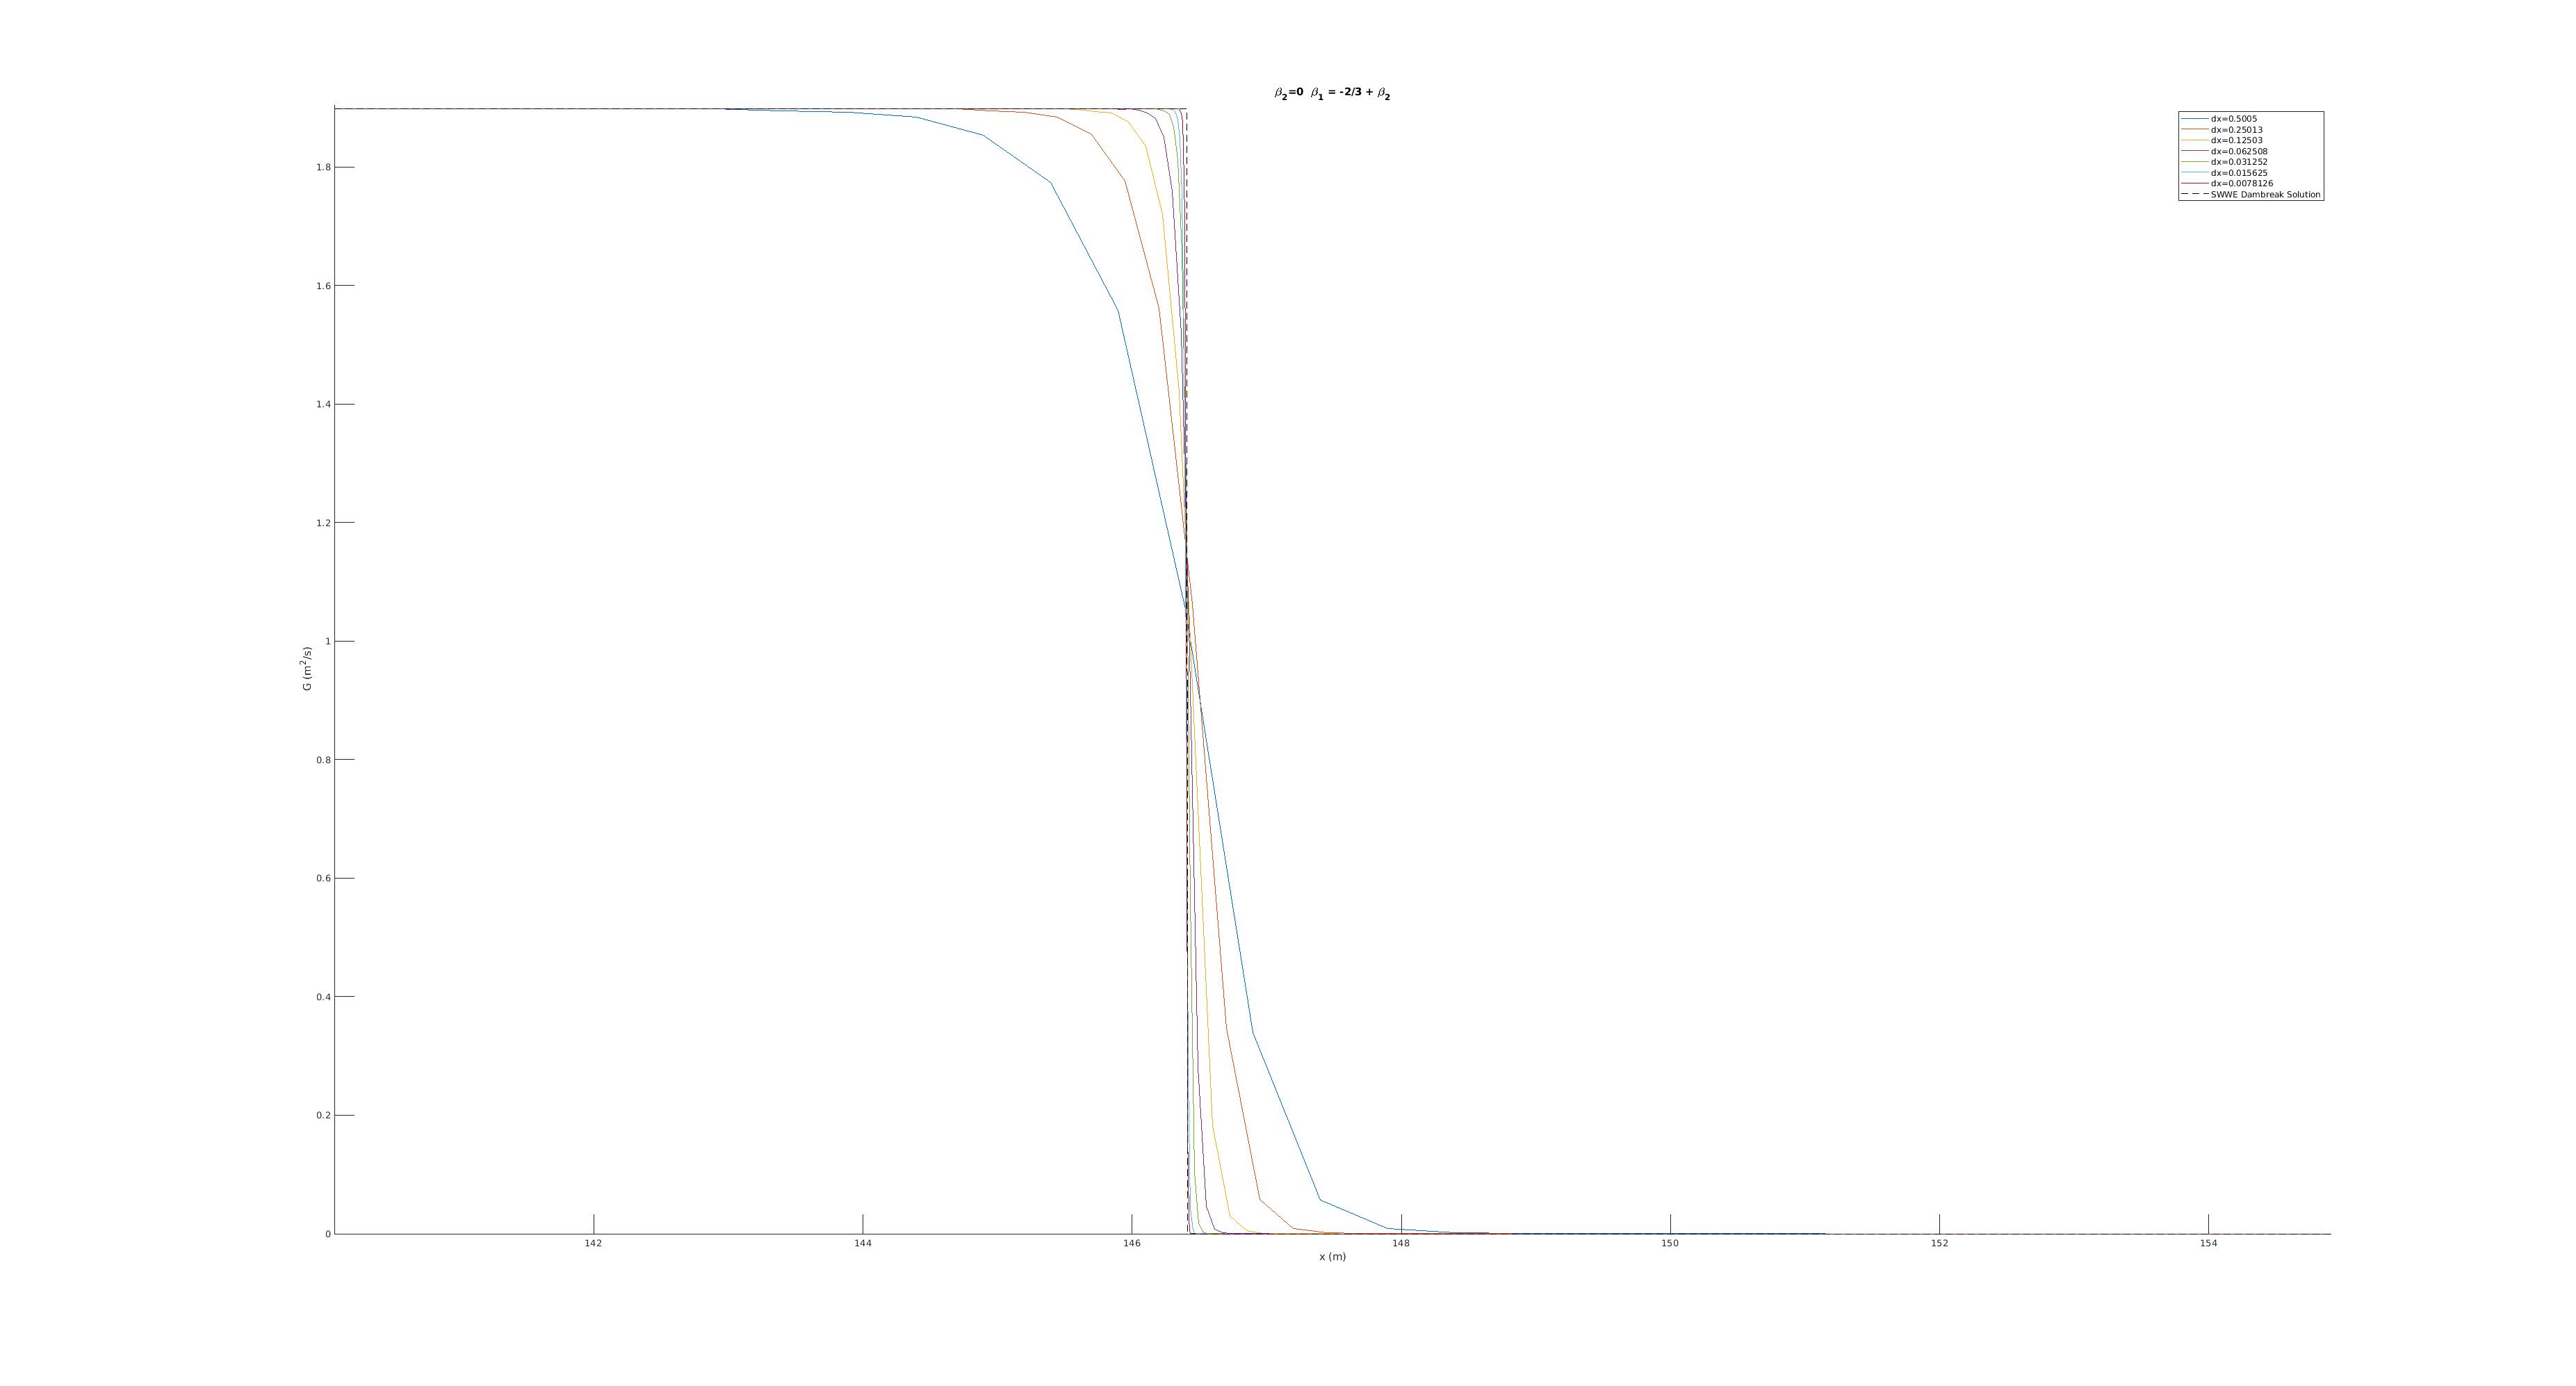 β2=0 β1 = -2/3 + β2
dx=0.5005
dx=0.25013
dx=0.12503
dx=0.062508
dx=0.031252
dx=0.015625
dx=0.0078126
SWWE Dambreak Solution
1.8
1.6
1.4
1.2
1
0.8
0.6
0.4
0.2
0
G (m2/s)
142 144 146 148 150 152 154
x (m)